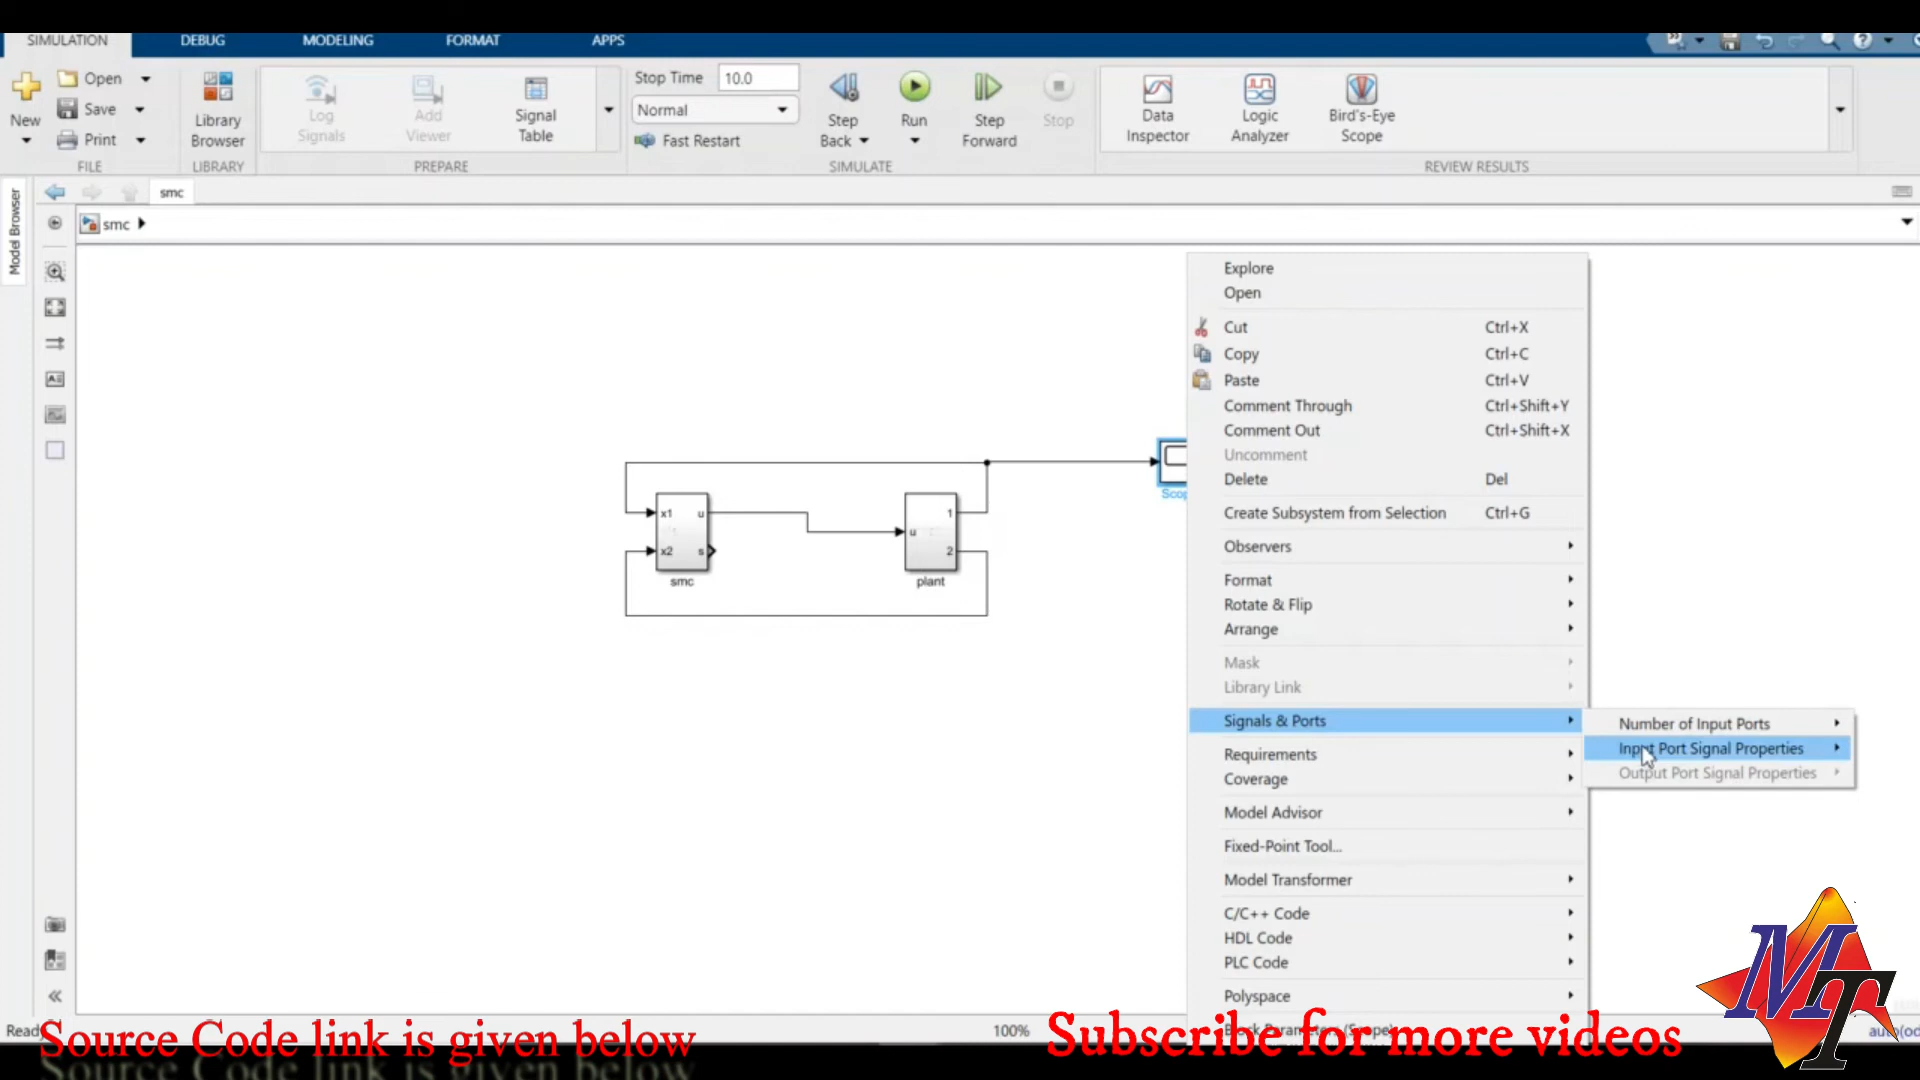 SIMULATION DEBUG MODELING FORMAT APPS
New
Open
Save
Print
FILE
Library
Browser
LIBRARY
Log
Signals
Add
Viewer
Signal
Table
PREPARE
Stop Time 10.0
Normal
Fast Restart
Step
Back
Run
Step
Forward
Stop
SIMULATE
Data
Inspector
Logic
Analyzer
Bird's-Eye
Scope
REVIEW RESULTS
Model Browser
smc
smc
Explore
Open
Cut Ctrl+X
Copy Ctrl+C
Paste Ctrl+V
Comment Through Ctrl+Shift+Y
Comment Out Ctrl+Shift+X
Uncomment
Delete Del
Create Subsystem from Selection Ctrl+G
Observers
Format
Rotate & Flip
Arrange
Mask
Library Link
Signals & Ports
Requirements
Coverage
Model Advisor
Fixed-Point Tool...
Model Transformer
C/C++ Code
HDL Code
PLC Code
Polyspace
Block Parameters (Scope)
Number of Input Ports
Input Port Signal Properties
Output Port Signal Properties
x1 u
x2 s
smc
u 1
2
plant
Scop
Ready
100%
Source Code link is given below
Subscribe for more videos
MT